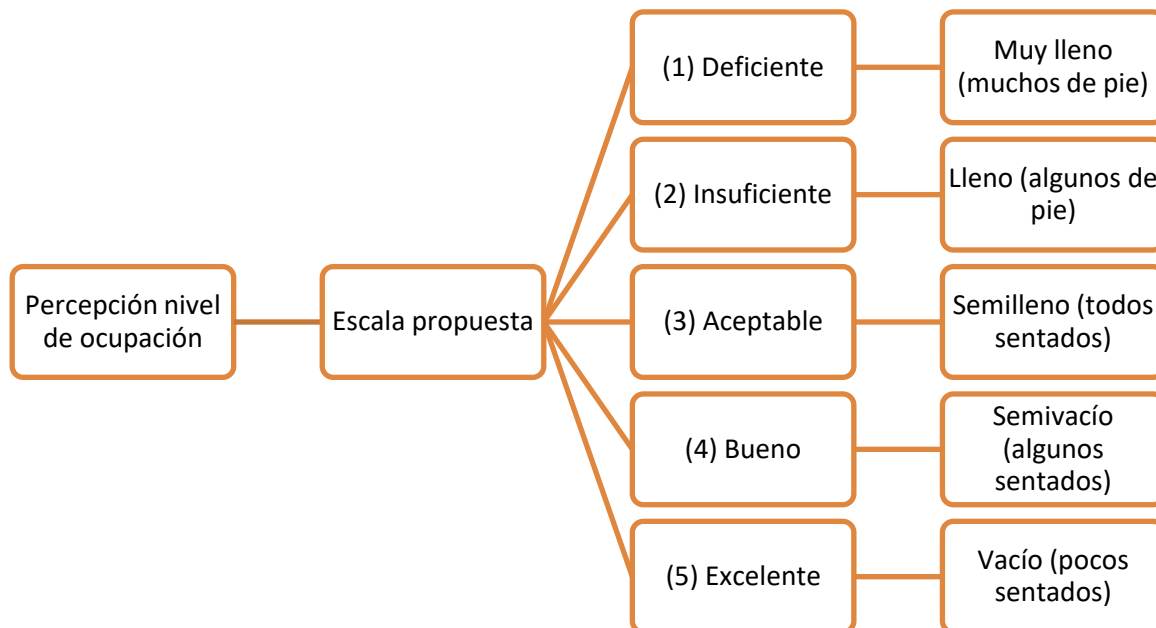 Percepción nivel
de ocupación
Escala propuesta
(1) Deficiente
Muy lleno
(muchos de pie)
(2) Insuficiente
Lleno (algunos de
pie)
(3) Aceptable
Semilleno (todos
sentados)
(4) Bueno
Semivacío
(algunos
sentados)
(5) Excelente
Vacío (pocos
sentados)